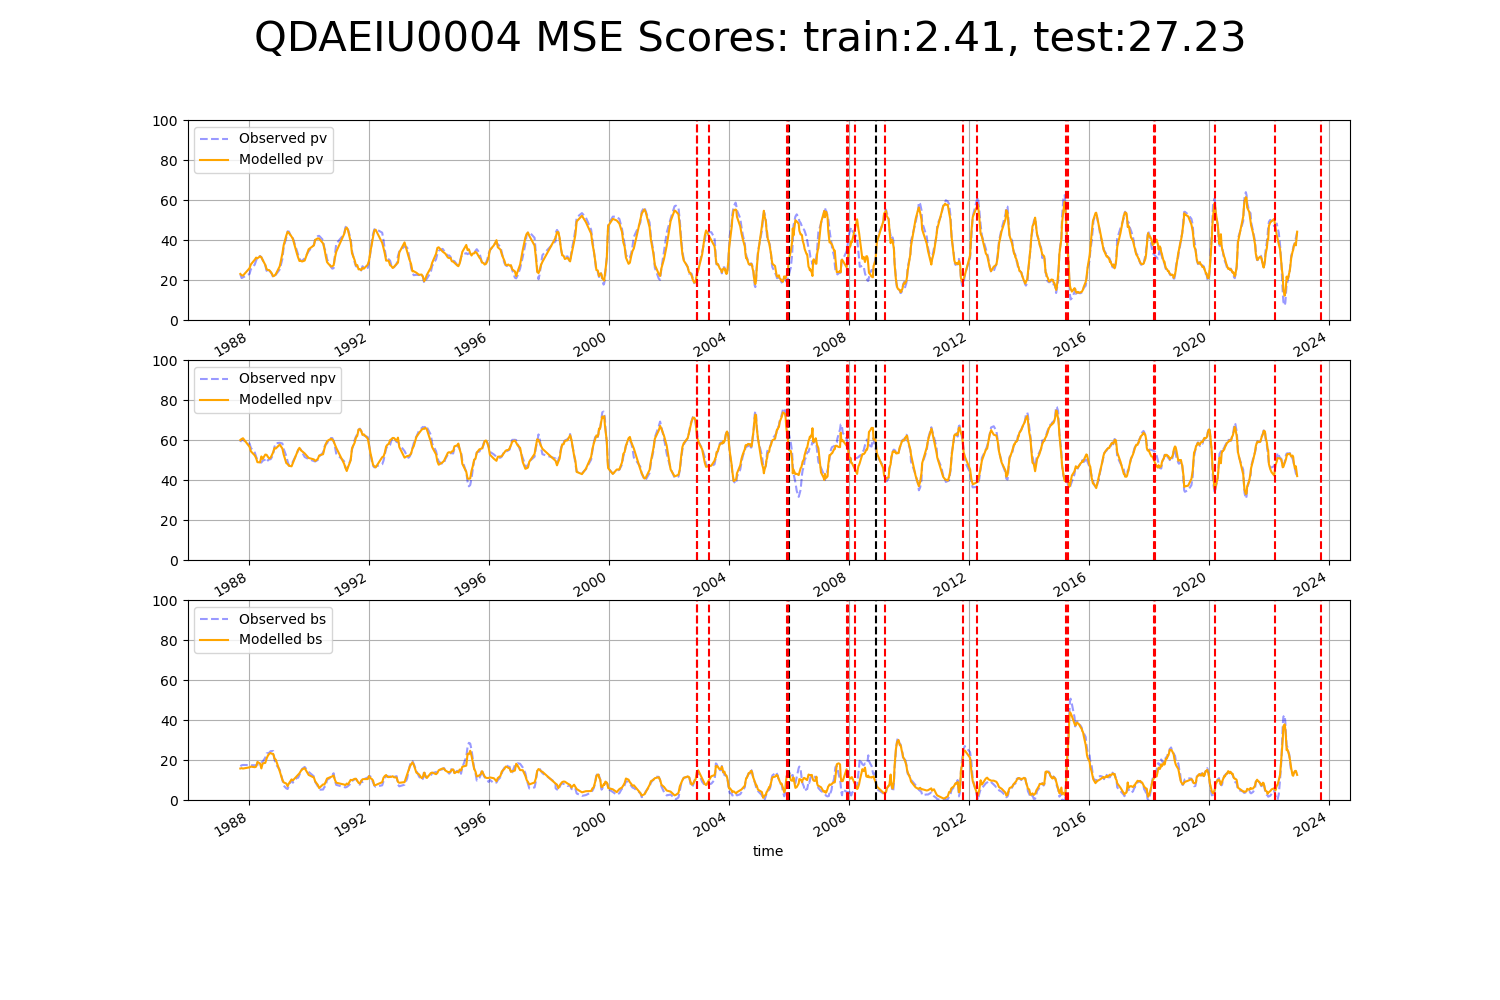 QDAEIU0004 MSE Scores: train:2.41, test:27.23
100
80
60
40
20
0
Observed pv
Modelled pv
1988 1992 1996 2000 2004 2008 2012 2016 2020 2024
100
80
60
40
20
0
Observed npv
Modelled npv
1988 1992 1996 2000 2004 2008 2012 2016 2020 2024
100
80
60
40
20
0
Observed bs
Modelled bs
1988 1992 1996 2000 2004 2008 2012 2016 2020 2024
time